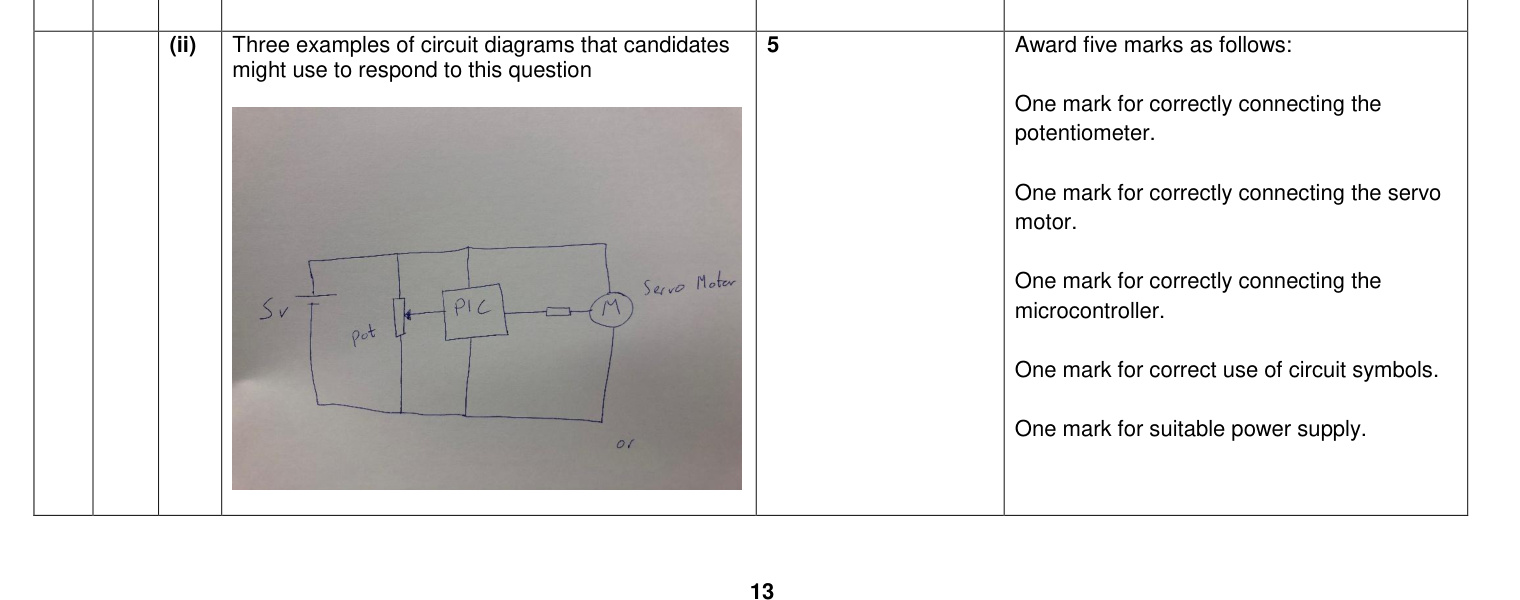 (ii)
Three examples of circuit diagrams that candidates
might use to respond to this question
5v
pot
PIC
M
Servo Motor
or
5
Award five marks as follows:
One mark for correctly connecting the
potentiometer.
One mark for correctly connecting the servo
motor.
One mark for correctly connecting the
microcontroller.
One mark for correct use of circuit symbols.
One mark for suitable power supply.
13